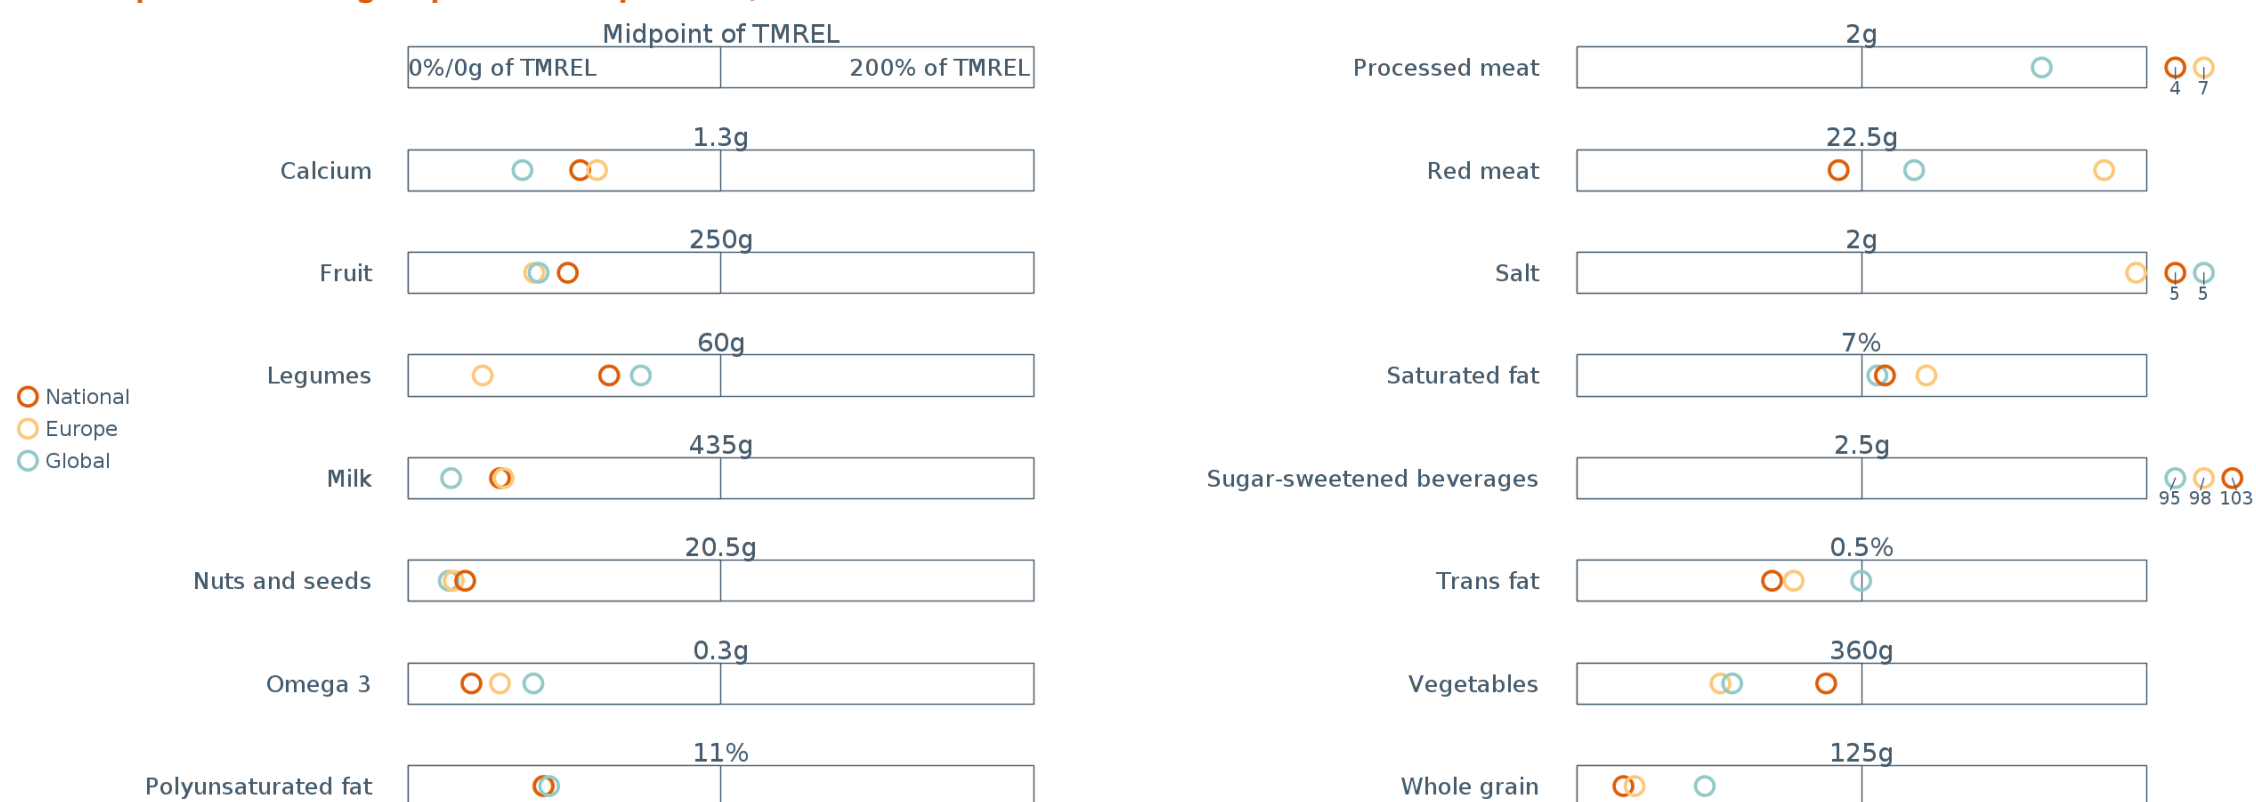 Midpoint of TMREL
0%/0g of TMREL
200% of TMREL
1.3g
Calcium
250g
Fruit
60g
Legumes
435g
Milk
20.5g
Nuts and seeds
0.3g
Omega 3
11%
Polyunsaturated fat
National
Europe
Global
2g
Processed meat
4 7
22.5g
Red meat
2g
Salt
5 5
7%
Saturated fat
2.5g
Sugar-sweetened beverages
95 98 103
0.5%
Trans fat
360g
Vegetables
125g
Whole grain